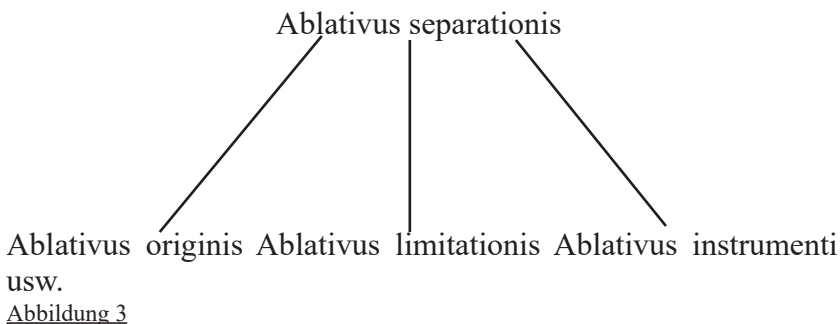 Ablativus separationis
Ablativus originis Ablativus limitationis Ablativus instrumenti
usw.
Abbildung 3